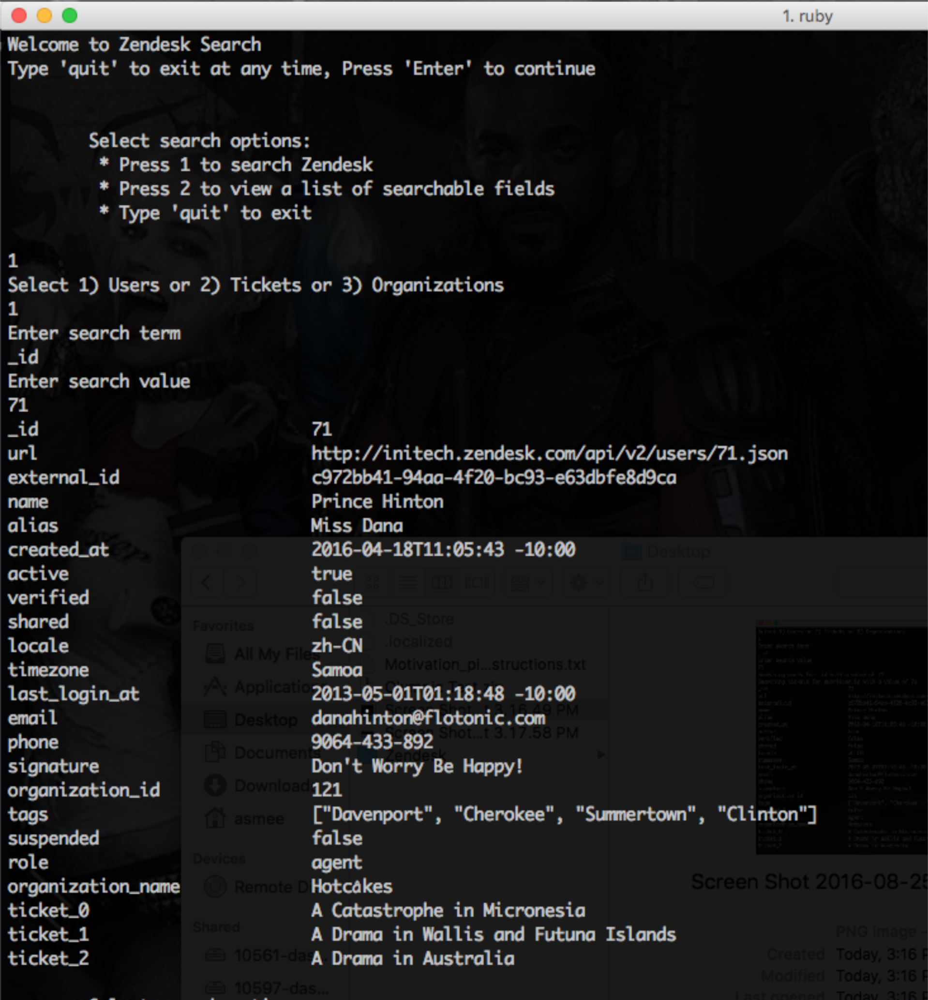 1. ruby
Welcome to Zendesk Search
Type 'quit' to exit at any time, Press 'Enter' to continue
Select search options:
* Press 1 to search Zendesk
* Press 2 to view a list of searchable fields
* Type 'quit' to exit
1
Select 1) Users or 2) Tickets or 3) Organizations
1
Enter search term
_id
Enter search value
71
_id 71
url http://initech.zendesk.com/api/v2/users/71.json
external_id c972bb41-94aa-4f20-bc93-e63dbfe8d9ca
name Prince Hinton
alias Miss Dana
created_at 2016-04-18T11:05:43 -10:00
active true
verified false
shared false
locale zh-CN
timezone Samoa
last_login_at 2013-05-01T01:18:48 -10:00
email danahinton@flotonic.com
phone 9064-433-892
signature Don't Worry Be Happy!
organization_id 121
tags ["Davenport", "Cherokee", "Summertown", "Clinton"]
suspended false
role agent
organization_name Hotcakes
ticket_0 A Catastrophe in Micronesia
ticket_1 A Drama in Wallis and Futuna Islands
ticket_2 A Drama in Australia
Desktop
Favorites
All My Files
Desktop
Documents
asmee
Devices
Remote D
Shared
10561-das...
10597-das...
.DS_Store
.localized
Motivation_pi...structions.txt
Screen Shot...t 3.16.49 PM
Screen Shot...t 3.17.58 PM
Zendesk
Screen Shot 2016-08-25
PNG image -
Created Today, 3:16 P
Modified Today, 3:16 P
Last opened Today, 3:16 P